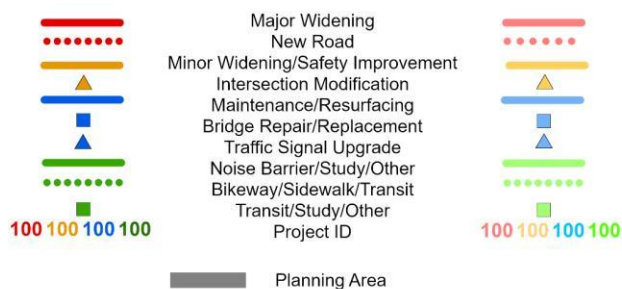 Major Widening
New Road
Minor Widening/Safety Improvement
Intersection Modification
Maintenance/Resurfacing
Bridge Repair/Replacement
Traffic Signal Upgrade
Noise Barrier/Study/Other
Bikeway/Sidewalk/Transit
Transit/Study/Other
100 100 100 100 Project ID 100 100 100 100
Planning Area